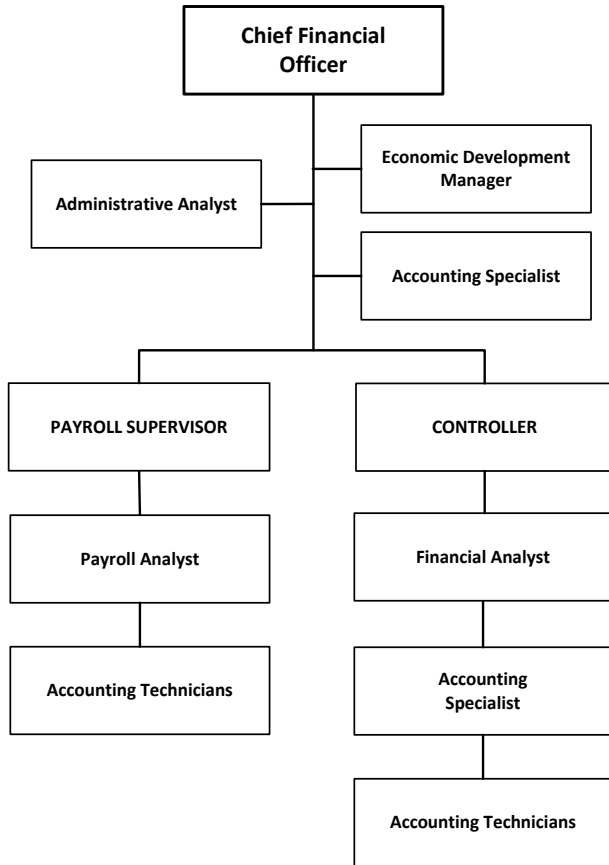 Chief Financial
Officer
Economic Development
Manager
Administrative Analyst
Accounting Specialist
PAYROLL SUPERVISOR
CONTROLLER
Payroll Analyst
Financial Analyst
Accounting Technicians
Accounting
Specialist
Accounting Technicians